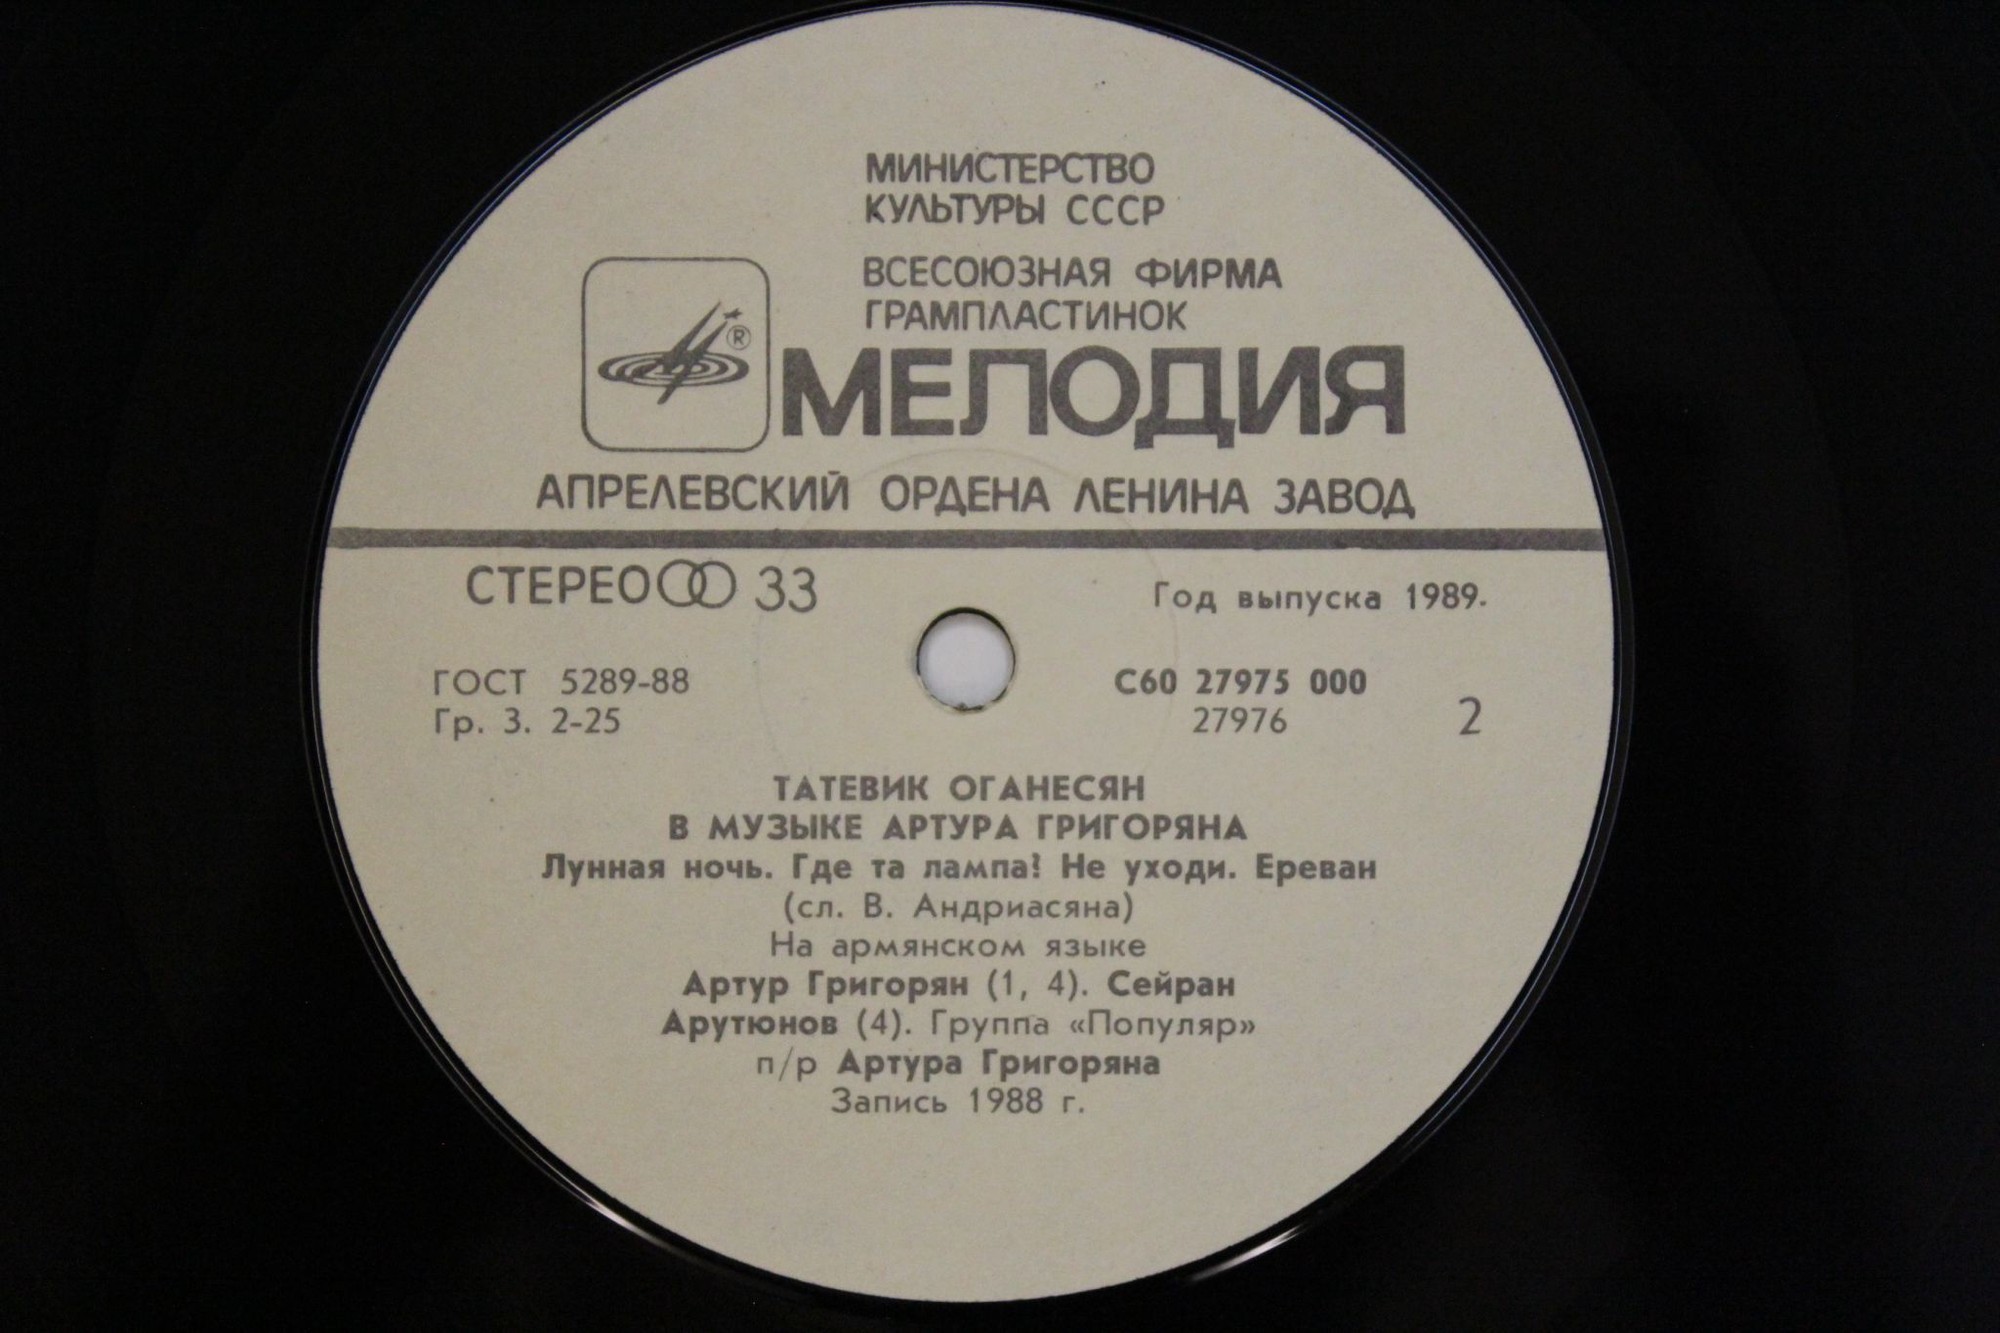 МИНИСТЕРСТВО
КУЛЬТУРЫ СССР
ВСЕСОЮЗНАЯ ФИРМА
ГРАМПЛАСТИНОК
®
МЕЛОДИЯ
АПРЕЛЕВСКИЙ ОРДЕНА ЛЕНИНА ЗАВОД
СТЕРЕО 33
Год выпуска 1989.
ГОСТ 5289-88
Гр. 3. 2-25
С60 27975 000
27976
2
ТАТЕВИК ОГАНЕСЯН
В МУЗЫКЕ АРТУРА ГРИГОРЯНА
Лунная ночь. Где та лампа? Не уходи. Ереван
(сл. В. Андриасяна)
На армянском языке
Артур Григорян (1, 4). Сейран
Арутюнов (4). Группа «Популяр»
п/р Артура Григоряна
Запись 1988 г.